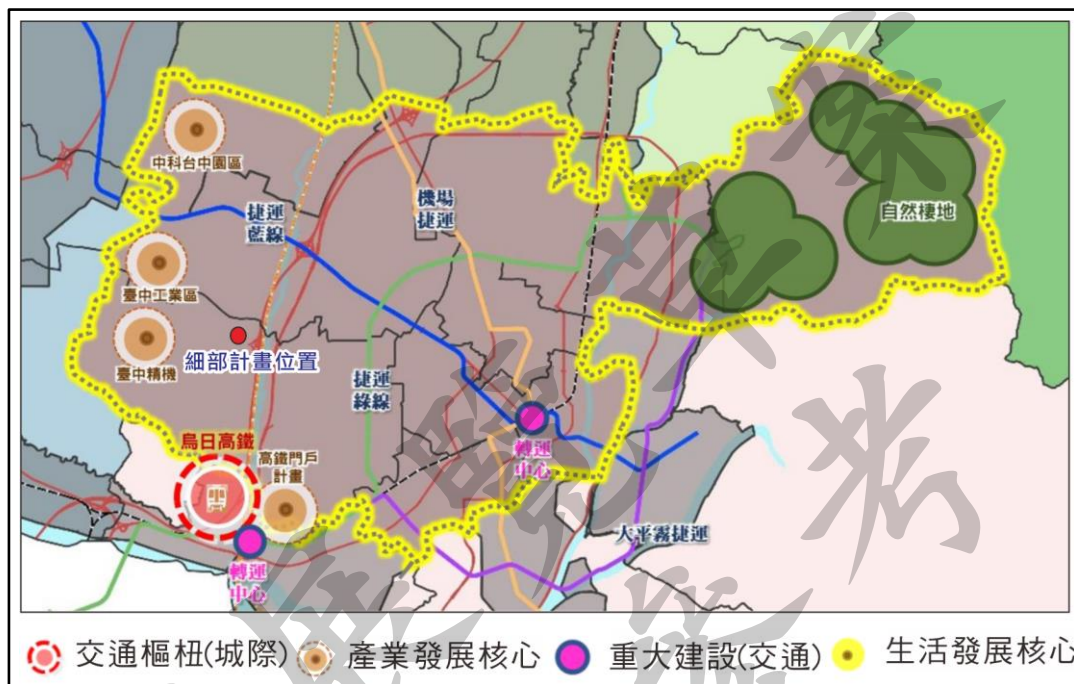 中科台中園區
自然棲地
機場
捷運
捷運
藍線
臺中工業區
細部計畫位置
臺中精機
捷運
綠線
烏日高鐵
高鐵門戶
計畫
轉運
中心
大平霧捷運
轉運
中心
交通樞杻(城際)
產業發展核心
重大建設(交通)
生活發展核心